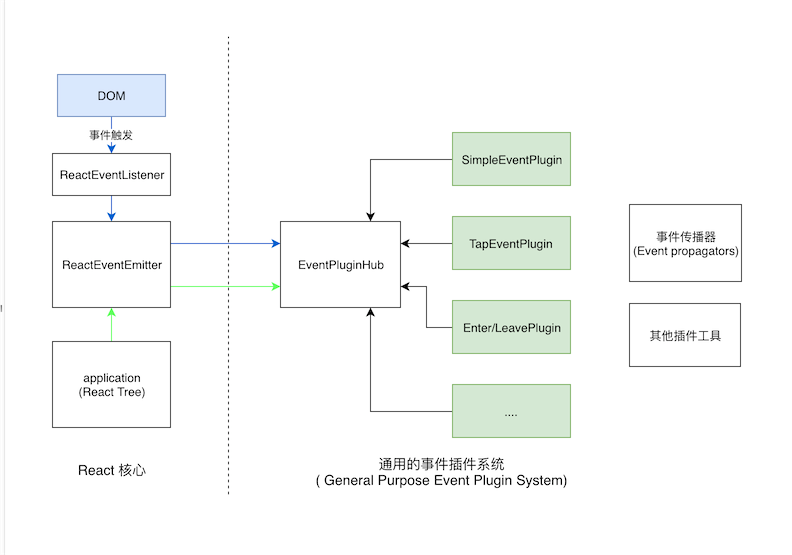 DOM
事件触发
ReactEventListener
ReactEventEmitter
application
(React Tree)
React 核心
EventPluginHub
SimpleEventPlugin
TapEventPlugin
Enter/LeavePlugin
....
通用的事件插件系统
( General Purpose Event Plugin System)
事件传播器
(Event propagators)
其他插件工具